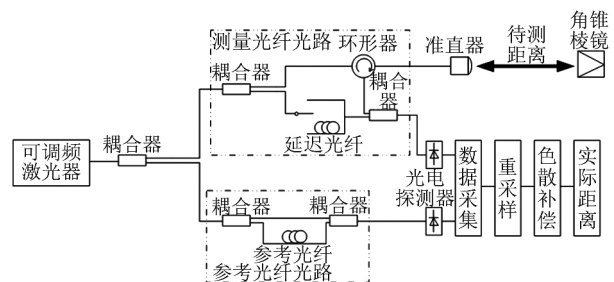 测量光纤光路
环形器
准直器
待测
距离
角锥
棱镜
耦合器
耦合
器
延迟光纤
可调频
激光器
耦合器
光电
探测器
数据采集
重采样
色散补偿
实际距离
耦合器
耦合器
参考光纤
参考光纤光路